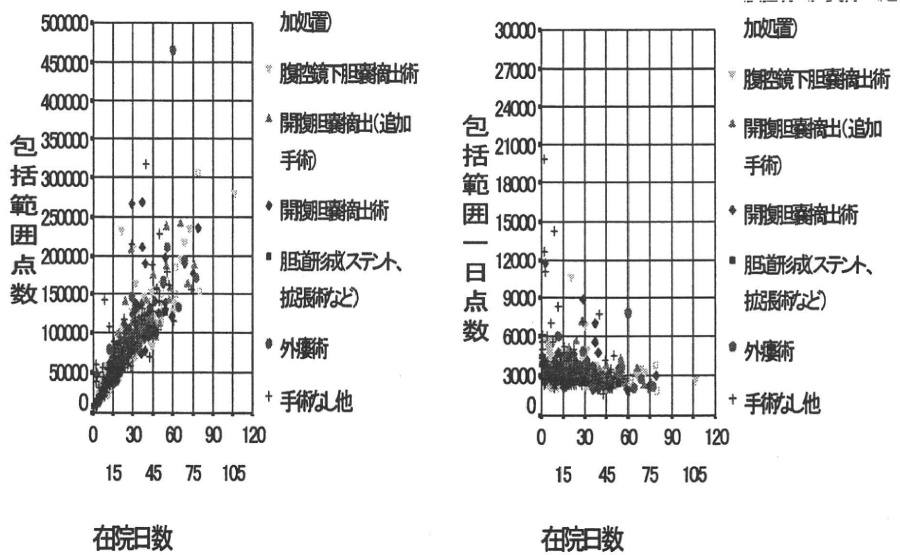 包括範囲点数
500000
450000
400000
350000
300000
250000
200000
150000
100000
50000
0
0 30 60 90 120
15 45 75 105
在院日数
加処置)
腹腔鏡下胆嚢摘出術
開腹胆嚢摘出(追加
手術)
開腹胆嚢摘出術
胆道形成(ステント、
拡張術など)
外瘻術
手術なし他
包括範囲一日点数
30000
27000
24000
21000
18000
15000
12000
9000
6000
3000
0
0 30 60 90 120
15 45 75 105
在院日数
加処置)
腹腔鏡下胆嚢摘出術
開腹胆嚢摘出(追加
手術)
開腹胆嚢摘出術
胆道形成(ステント、
拡張術など)
外瘻術
手術なし他